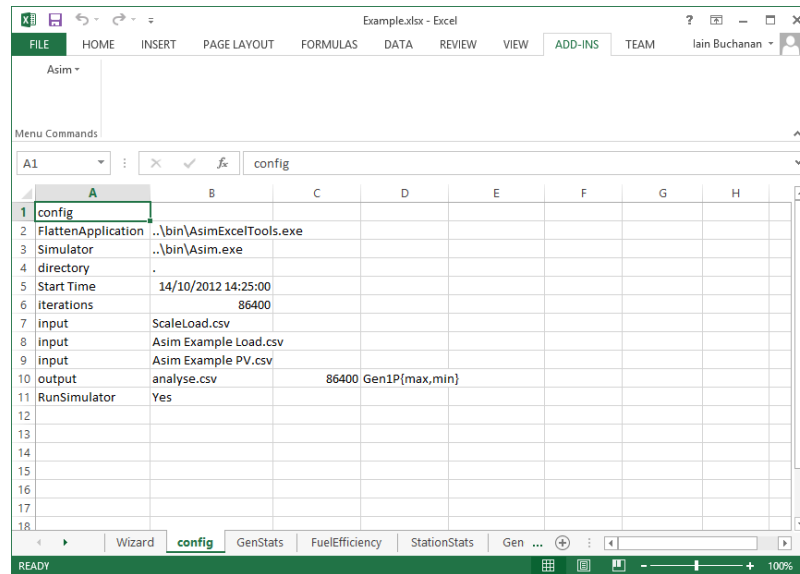 Example.xlsx - Excel
FILE HOME INSERT PAGE LAYOUT FORMULAS DATA REVIEW VIEW ADD-INS TEAM Iain Buchanan
Asim
Menu Commands
A1 fx config
A B C D E F G H
1 config
2 FlattenApplication ..\bin\AsimExcelTools.exe
3 Simulator ..\bin\Asim.exe
4 directory .
5 Start Time 14/10/2012 14:25:00
6 iterations 86400
7 input ScaleLoad.csv
8 input Asim Example Load.csv
9 input Asim Example PV.csv
10 output analyse.csv 86400 Gen1P{max,min}
11 RunSimulator Yes
12
13
14
15
16
17
18
Wizard config GenStats FuelEfficiency StationStats Gen ...
READY 100%